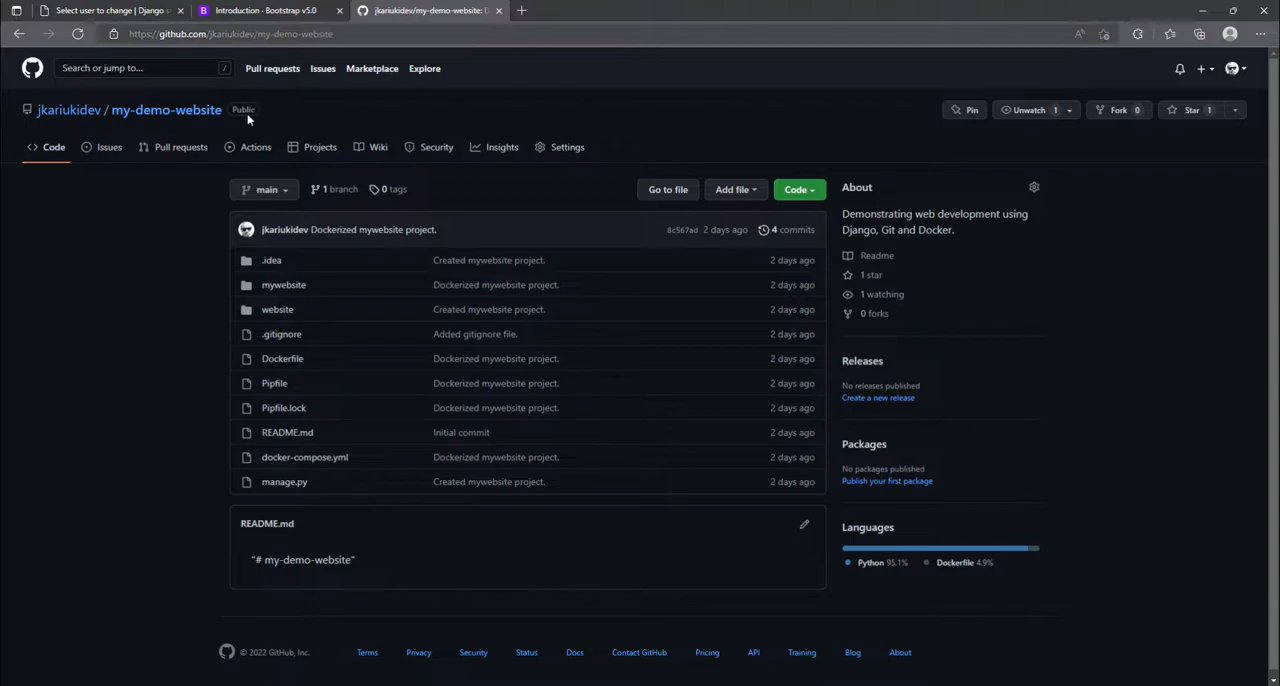 Select user to change | Django s
Introduction · Bootstrap v5.0
jkariukidev/my-demo-website: D
https://github.com/jkariukidev/my-demo-website
Search or jump to... /
Pull requests Issues Marketplace Explore
jkariukidev / my-demo-website Public
Pin Unwatch 1 Fork 0 Star 1
Code Issues Pull requests Actions Projects Wiki Security Insights Settings
main 1 branch 0 tags Go to file Add file Code
jkariukidev Dockerized mywebsite project. 8c567ad 2 days ago 4 commits
.idea Created mywebsite project. 2 days ago
mywebsite Dockerized mywebsite project. 2 days ago
website Created mywebsite project. 2 days ago
.gitignore Added gitignore file. 2 days ago
Dockerfile Dockerized mywebsite project. 2 days ago
Pipfile Dockerized mywebsite project. 2 days ago
Pipfile.lock Dockerized mywebsite project. 2 days ago
README.md Initial commit 2 days ago
docker-compose.yml Dockerized mywebsite project. 2 days ago
manage.py Created mywebsite project. 2 days ago
README.md
"# my-demo-website"
About
Demonstrating web development using
Django, Git and Docker.
Readme
1 star
1 watching
0 forks
Releases
No releases published
Create a new release
Packages
No packages published
Publish your first package
Languages
Python 95.1% Dockerfile 4.9%
© 2022 GitHub, Inc. Terms Privacy Security Status Docs Contact GitHub Pricing API Training Blog About